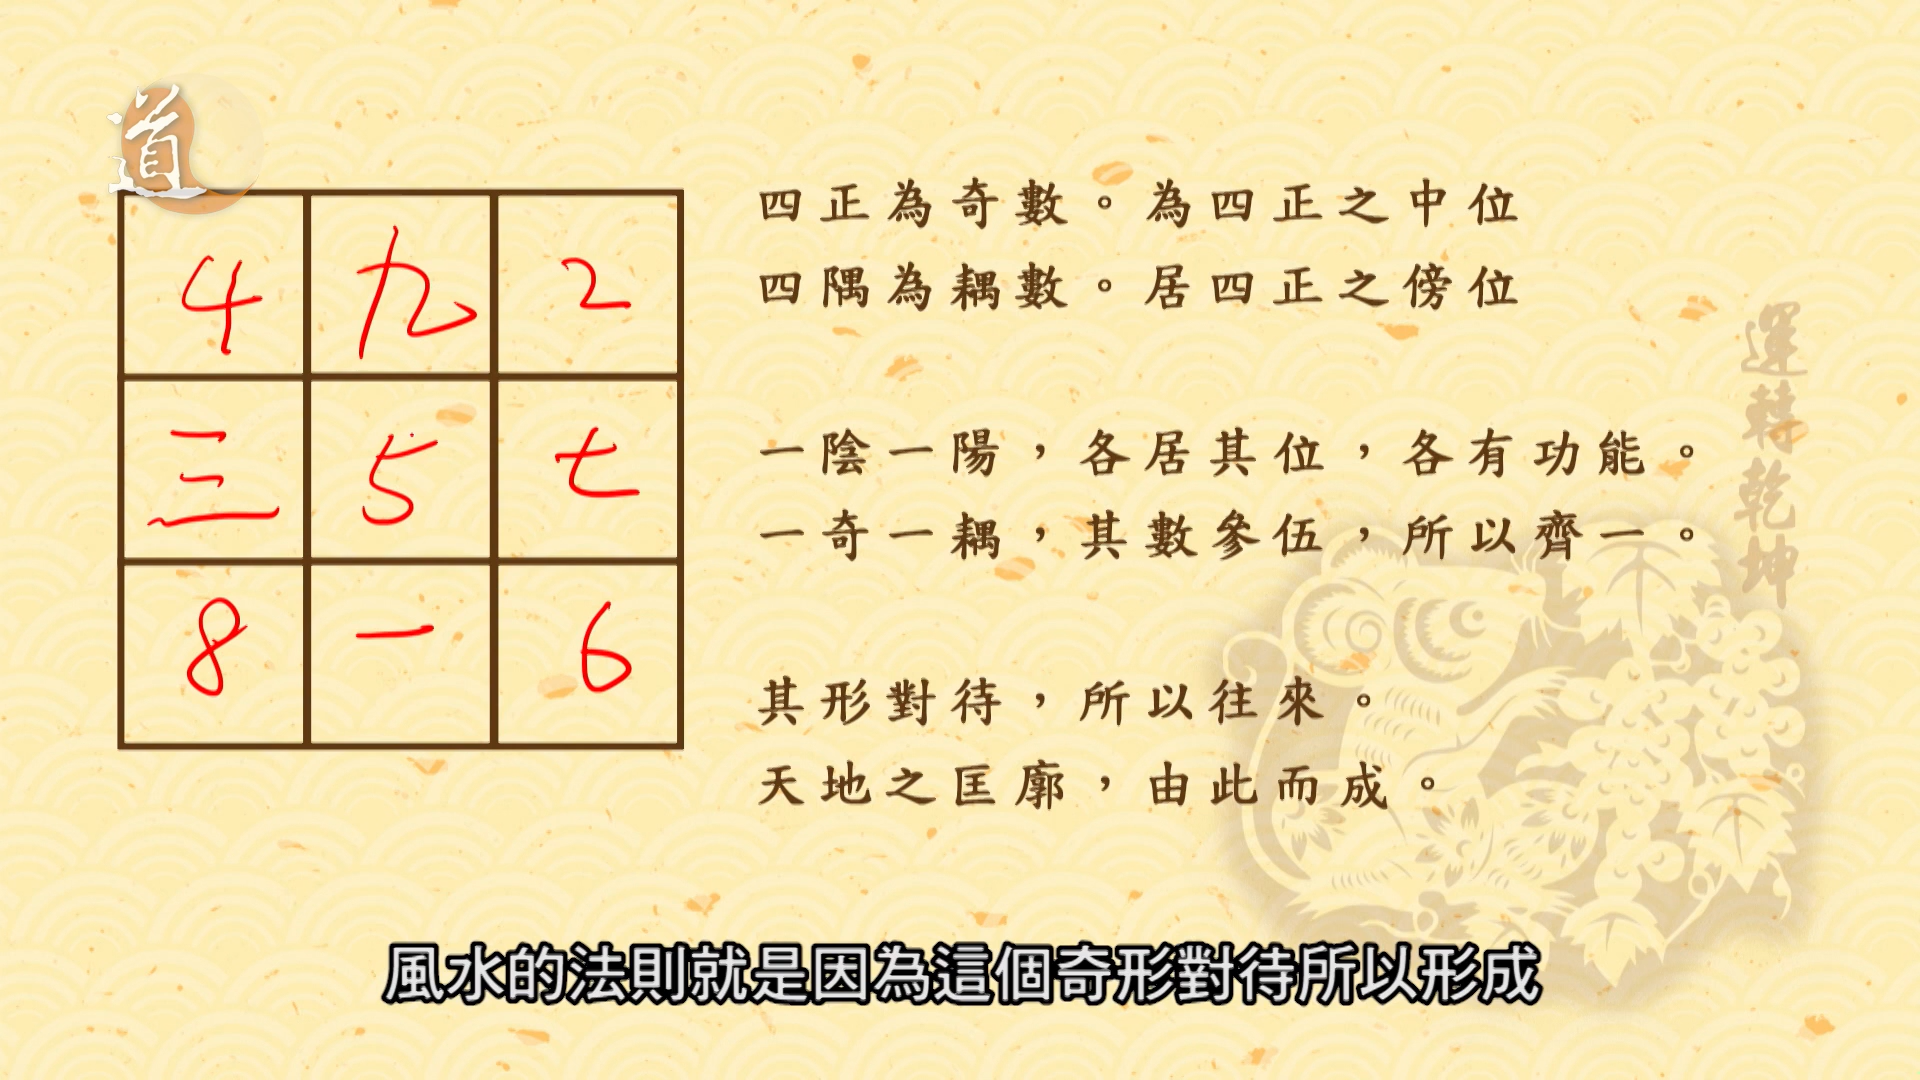 道
4 九 2
三 5 七
8 一 6
四正為奇數。為四正之中位
四隅為耦數。居四正之傍位
一陰一陽，各居其位，各有功能。
一奇一耦，其數參伍，所以齊一。
其形對待，所以往來。
天地之匡廓，由此而成。
運轉乾坤
風水的法則就是因為這個奇形對待所以形成